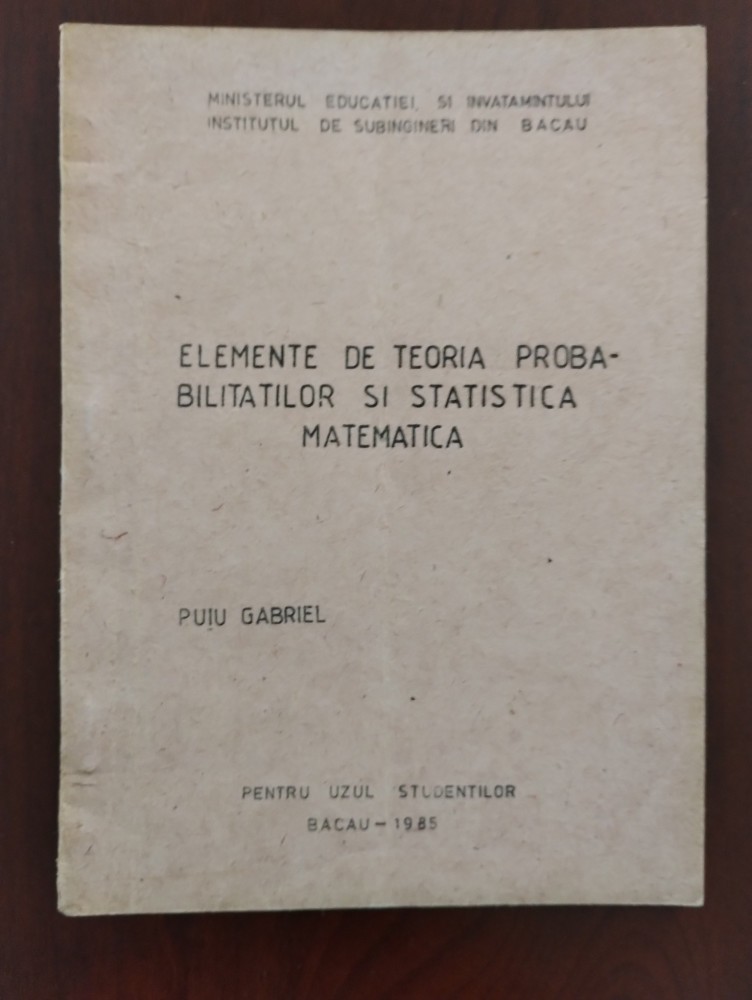 MINISTERUL EDUCATIEI SI INVATAMINTULUI
INSTITUTUL DE SUBINGINERI DIN BACAU
ELEMENTE DE TEORIA PROBA-
BILITATILOR SI STATISTICA
MATEMATICA
PUIU GABRIEL
PENTRU UZUL STUDENTILOR
BACAU - 1985